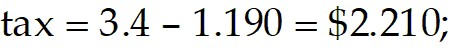 tax = 3.4 – 1.190 = $2.210;